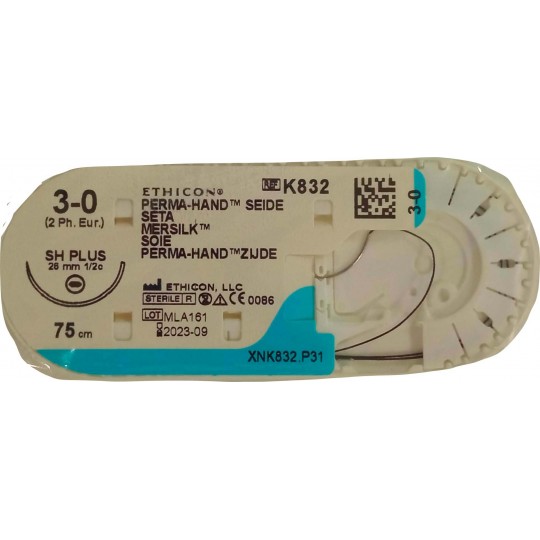 3-0
(2 Ph. Eur.)
SH PLUS
26 mm 1/2c
75 cm
ETHICON®
REF K832
PERMA-HAND™ SEIDE
SETA
MERSILK™
SOIE
PERMA-HAND™ZIJDE
ETHICON, LLC
STERILE R 2 CE 0086
LOT MLA161
2023-09
XNK832.P31
3-0